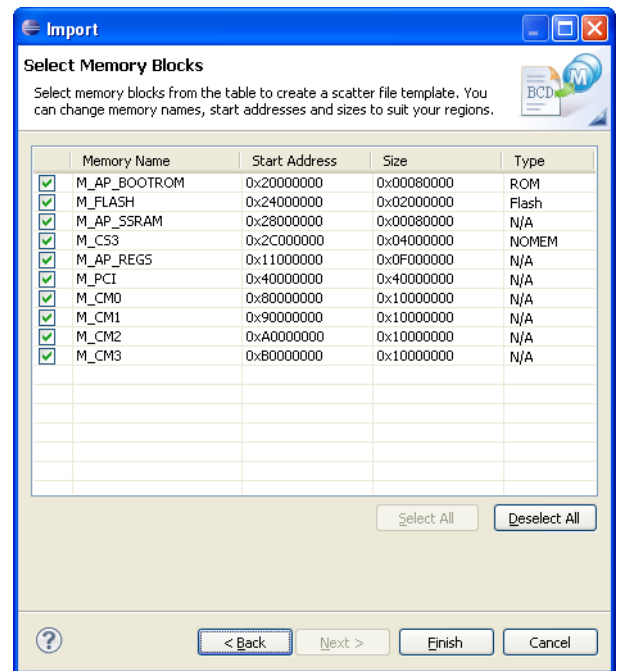 Import
Select Memory Blocks
Select memory blocks from the table to create a scatter file template. You
can change memory names, start addresses and sizes to suit your regions.
BCD M
Memory Name Start Address Size Type
M_AP_BOOTROM 0x20000000 0x00080000 ROM
M_FLASH 0x24000000 0x02000000 Flash
M_AP_SSRAM 0x28000000 0x00080000 N/A
M_CS3 0x2C000000 0x04000000 NOMEM
M_AP_REGS 0x11000000 0x0F000000 N/A
M_PCI 0x40000000 0x40000000 N/A
M_CM0 0x80000000 0x10000000 N/A
M_CM1 0x90000000 0x10000000 N/A
M_CM2 0xA0000000 0x10000000 N/A
M_CM3 0xB0000000 0x10000000 N/A
Select All Deselect All
? < Back Next > Finish Cancel